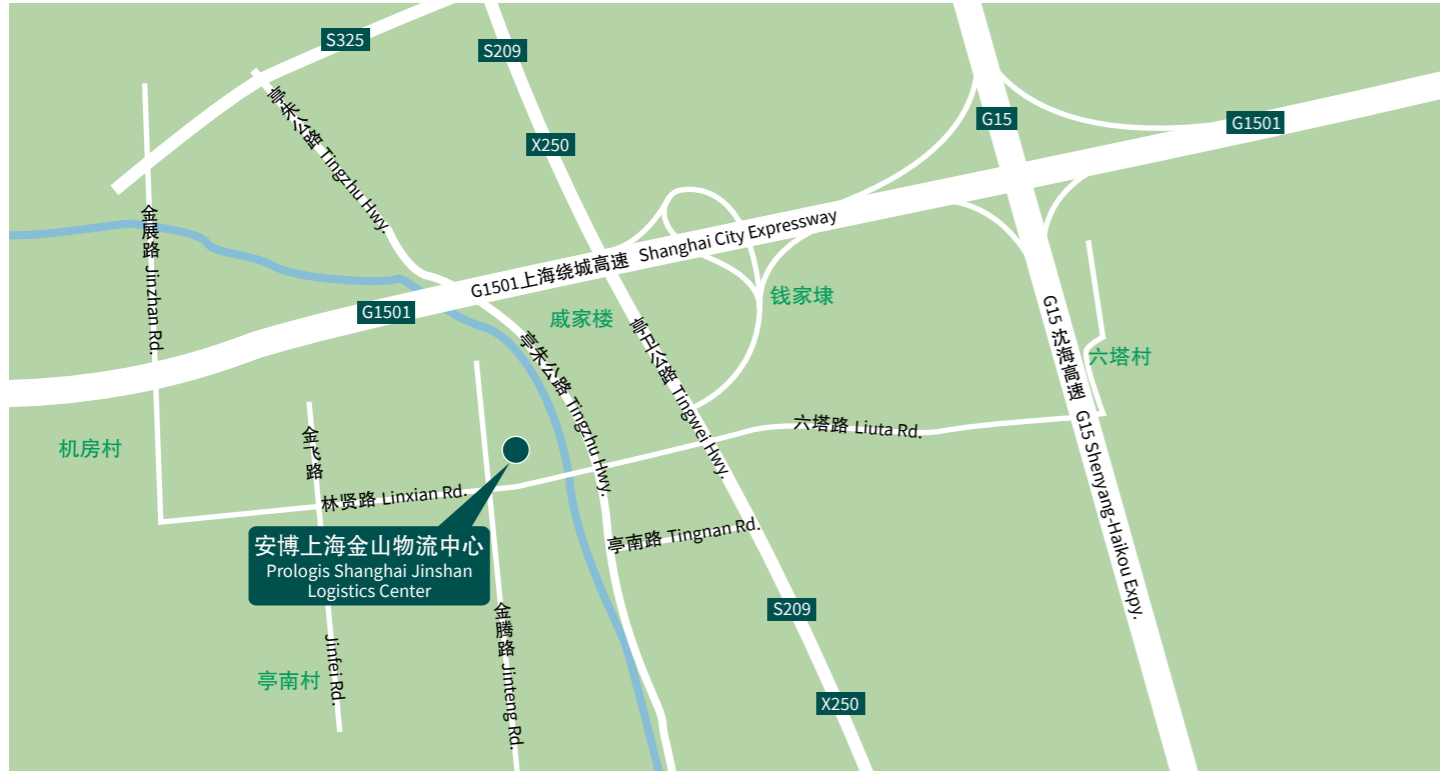 S325
S209
X250
G15
G1501
亭朱公路 Tingzhu Hwy.
金展路 Jinzhan Rd.
G1501上海绕城高速 Shanghai City Expressway
G1501
戚家楼
钱家埭
六塔村
G15 沈海高速 G15 Shenyang-Haikou Expy.
亭朱公路 Tingzhu Hwy.
亭卫公路 Tingwei Hwy.
六塔路 Liuta Rd.
机房村
金飞路
林贤路 Linxian Rd.
亭南路 Tingnan Rd.
安博上海金山物流中心
Prologis Shanghai Jinshan
Logistics Center
S209
金腾路 Jinteng Rd.
Jinfei Rd.
亭南村
X250